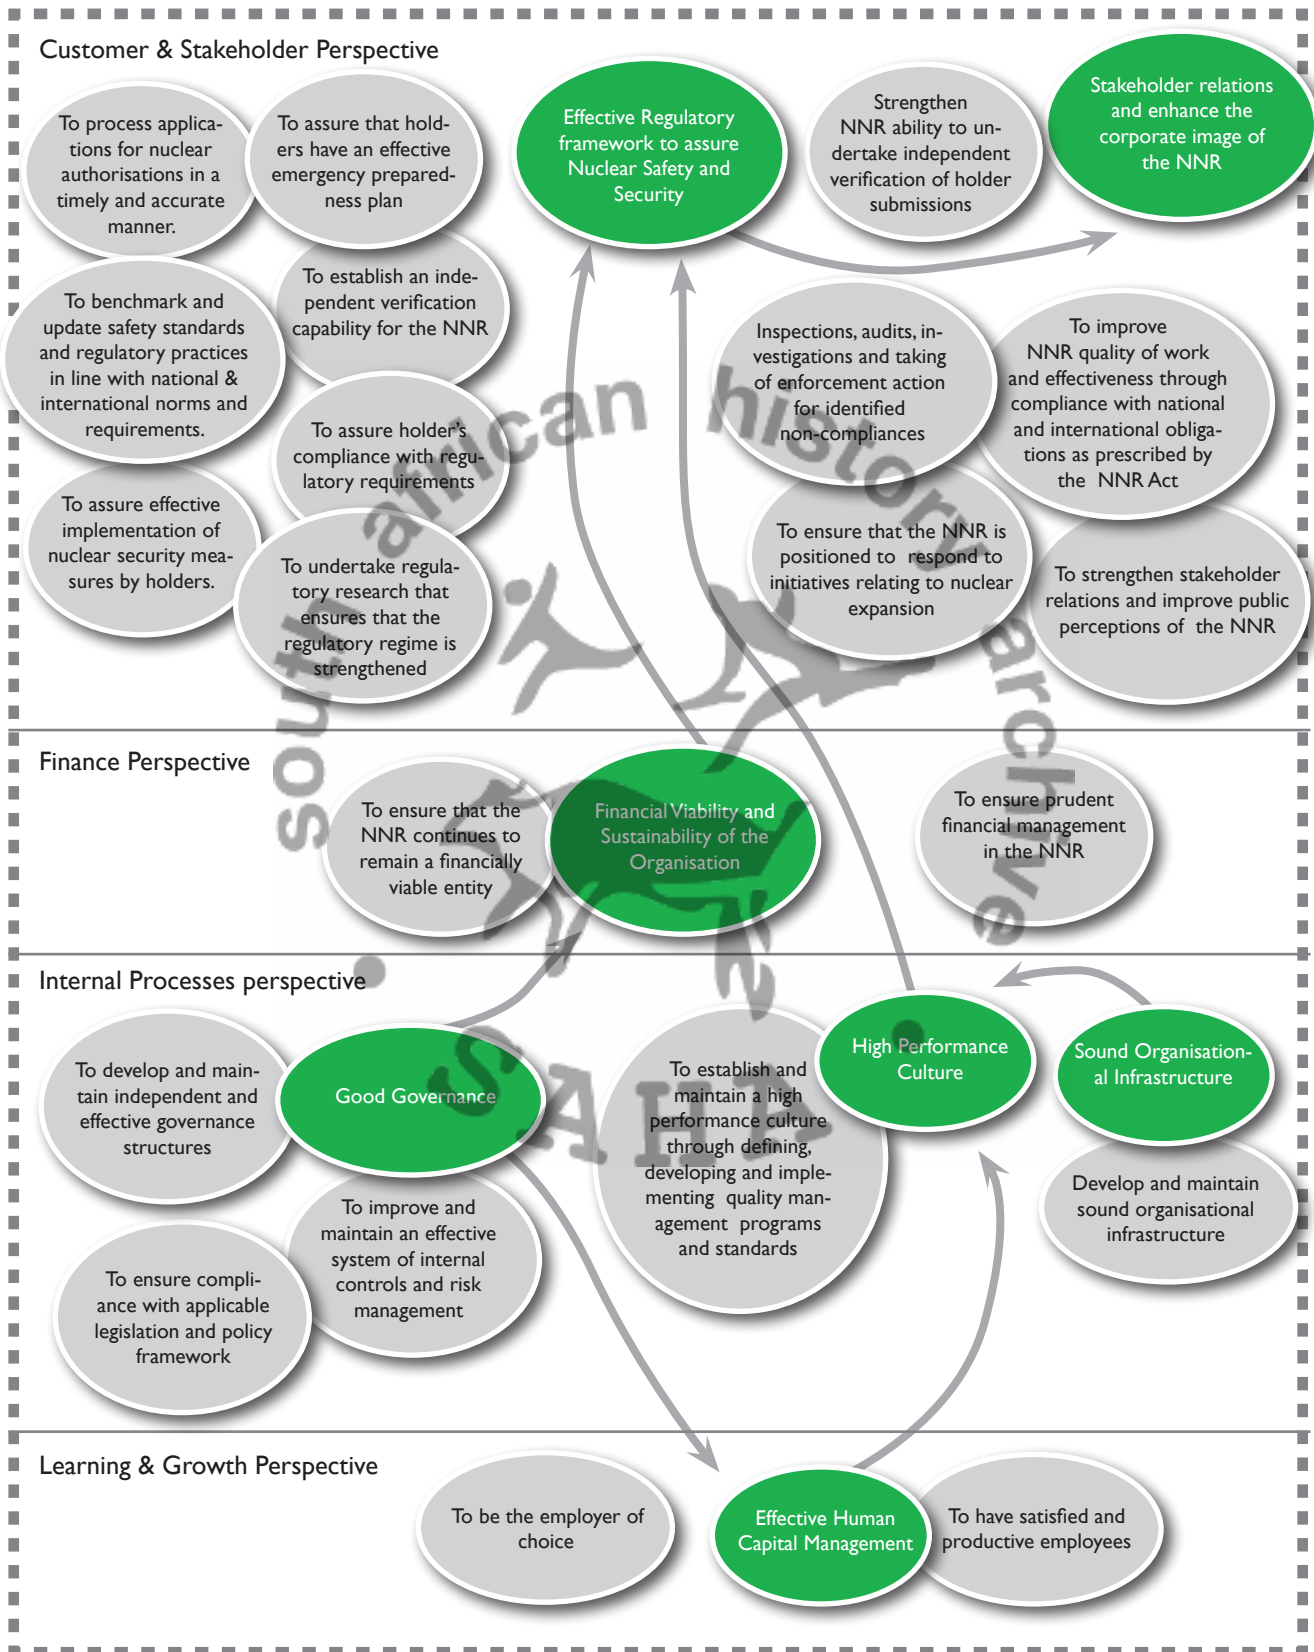 Customer & Stakeholder Perspective
To process applica-
tions for nuclear
authorisations in a
timely and accurate
manner.
To assure that hold-
ers have an effective
emergency prepared-
ness plan
Effective Regulatory
framework to assure
Nuclear Safety and
Security
Strengthen
NNR ability to un-
dertake independent
verification of holder
submissions
Stakeholder relations
and enhance the
corporate image of
the NNR
To benchmark and
update safety standards
and regulatory practices
in line with national &
international norms and
requirements.
To establish an inde-
pendent verification
capability for the NNR
Inspections, audits, in-
vestigations and taking
of enforcement action
for identified
non-compliances
To improve
NNR quality of work
and effectiveness through
compliance with national
and international obliga-
tions as prescribed by
the NNR Act
To assure holder's
compliance with regu-
latory requirements
To assure effective
implementation of
nuclear security mea-
sures by holders.
To undertake regula-
tory research that
ensures that the
regulatory regime is
strengthened
To ensure that the NNR is
positioned to respond to
initiatives relating to nuclear
expansion
To strengthen stakeholder
relations and improve public
perceptions of the NNR
Finance Perspective
To ensure that the
NNR continues to
remain a financially
viable entity
Financial Viability and
Sustainability of the
Organisation
To ensure prudent
financial management
in the NNR
Internal Processes perspective
To develop and main-
tain independent and
effective governance
structures
Good Governance
To establish and
maintain a high
performance culture
through defining,
developing and imple-
menting quality man-
agement programs
and standards
High Performance
Culture
Sound Organisation-
al Infrastructure
To improve and
maintain an effective
system of internal
controls and risk
management
Develop and maintain
sound organisational
infrastructure
To ensure compli-
ance with applicable
legislation and policy
framework
Learning & Growth Perspective
To be the employer of
choice
Effective Human
Capital Management
To have satisfied and
productive employees
south african history archive
SAHA